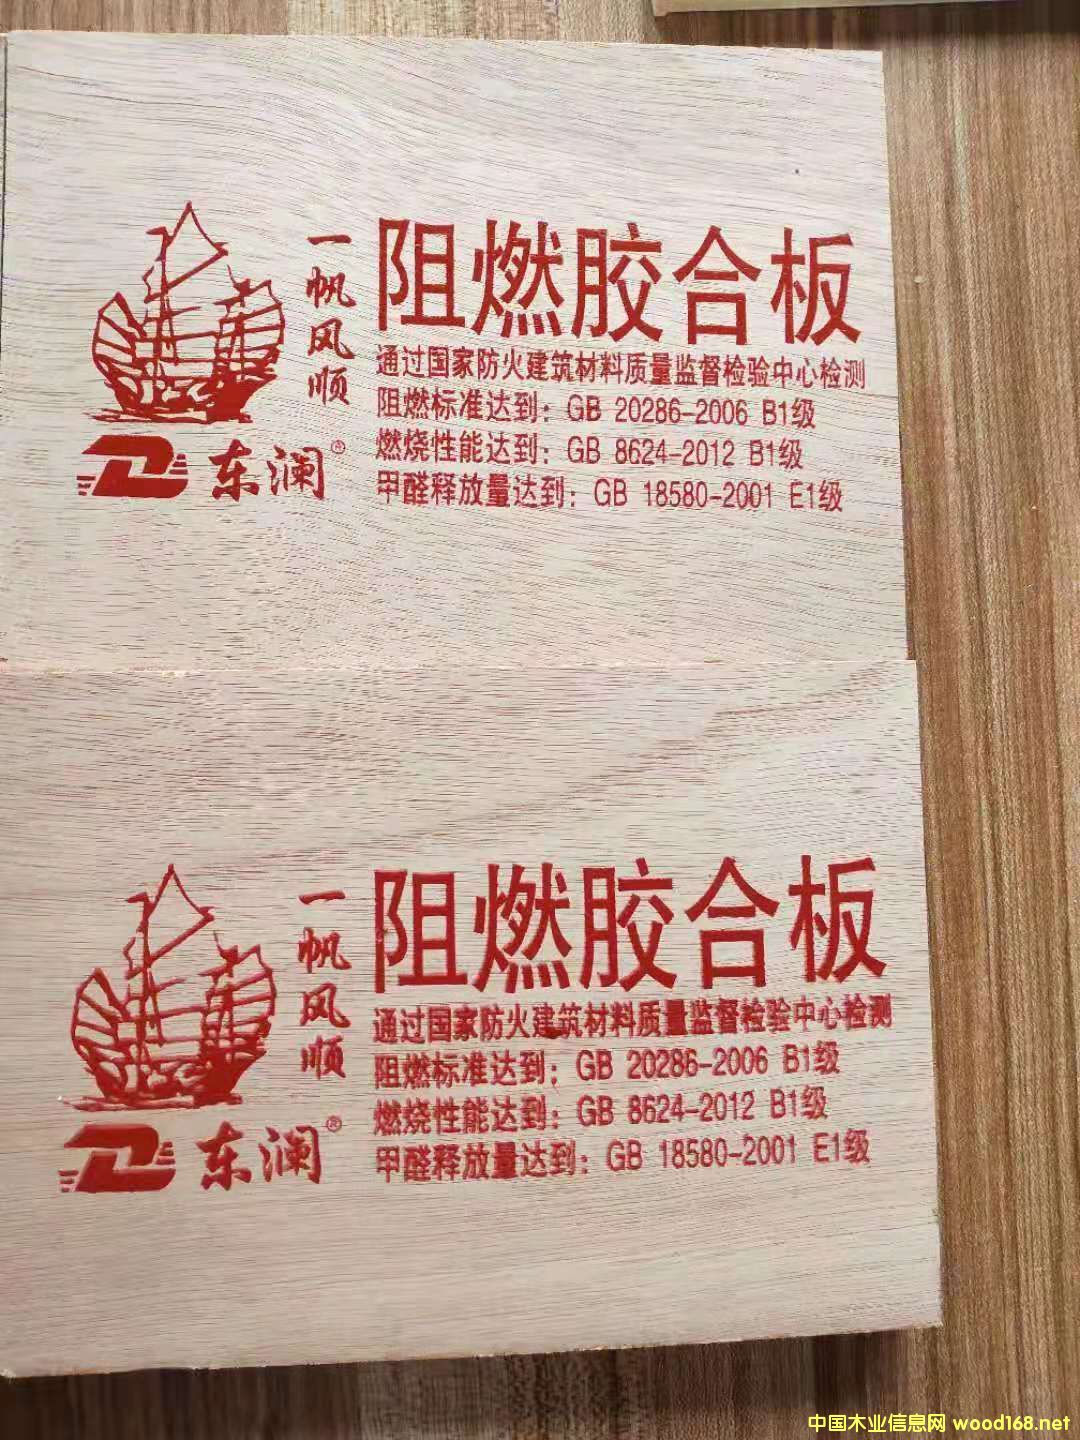 一帆风顺
东澜®
阻燃胶合板
通过国家防火建筑材料质量监督检验中心检测
阻燃标准达到：GB 20286-2006 B1级
燃烧性能达到：GB 8624-2012 B1级
甲醛释放量达到：GB 18580-2001 E1级
一帆风顺
东澜®
阻燃胶合板
通过国家防火建筑材料质量监督检验中心检测
阻燃标准达到：GB 20286-2006 B1级
燃烧性能达到：GB 8624-2012 B1级
甲醛释放量达到：GB 18580-2001 E1级
中国木业信息网 wood168.net